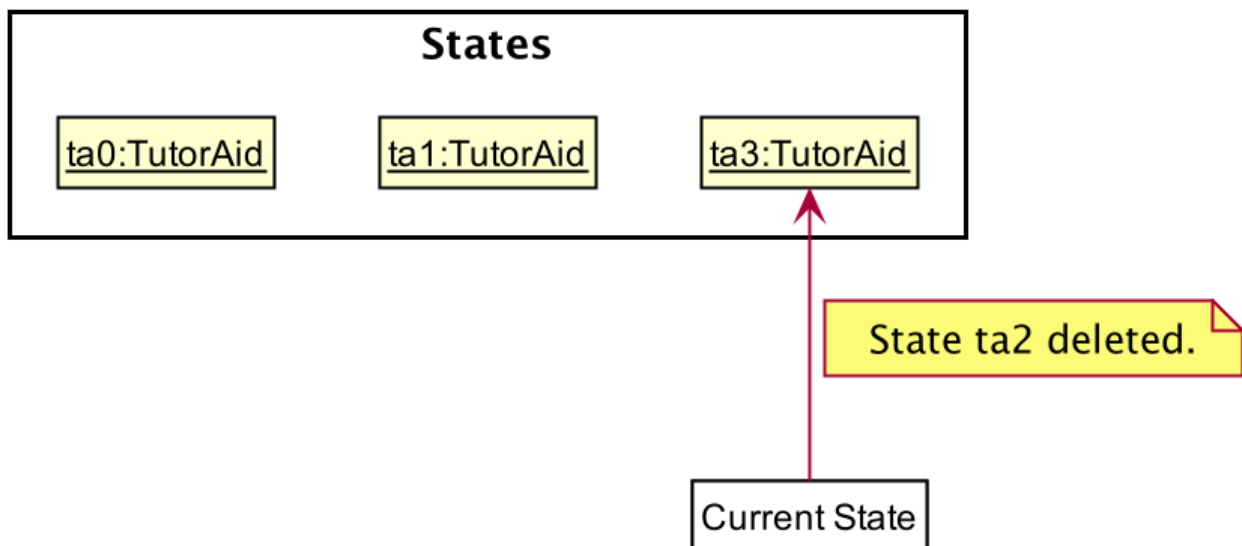 States
ta0:TutorAid
ta1:TutorAid
ta3:TutorAid
State ta2 deleted.
Current State